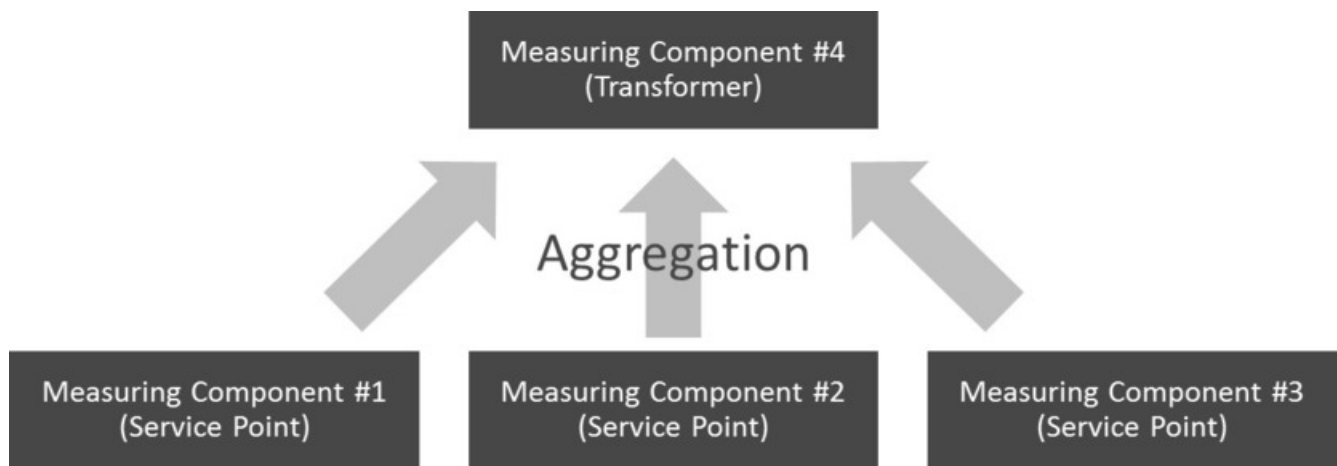 Measuring Component #4
(Transformer)
Aggregation
Measuring Component #1
(Service Point)
Measuring Component #2
(Service Point)
Measuring Component #3
(Service Point)